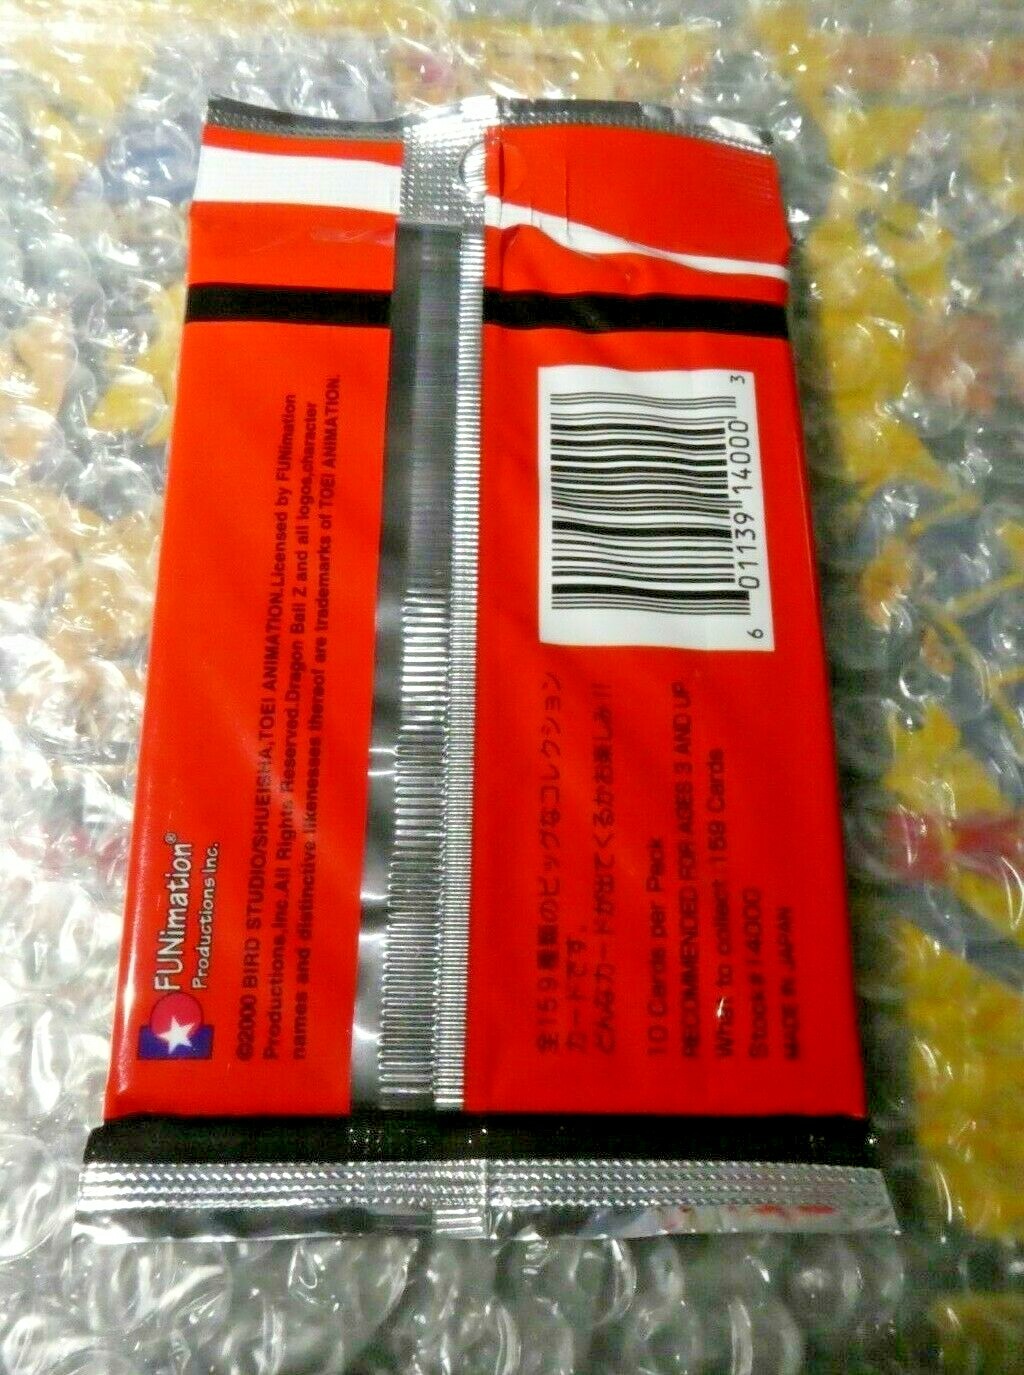 FUNimation®
Productions Inc.
©2000 BIRD STUDIO/SHUEISHA,TOEI ANIMATION.Licensed by FUNimation
Productions,Inc.All Rights Reserved.Dragon Ball Z and all logos,character
names and distinctive likenesses thereof are trademarks of TOEI ANIMATION.
6 01139 14000 3
全159種類のビッグなコレクション
カードです。
どんなカードが出てくるかお楽しみ!!
10 Cards per Pack
RECOMMENDED FOR AGES 3 AND UP
What to collect 159 Cards
Stock#14000
MADE IN JAPAN